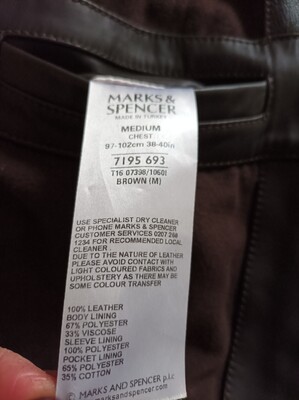 MARKS &
SPENCER
MADE IN TURKEY
MEDIUM
CHEST
97-102cm 38-40in
7195 693
T16 07398/1060I
BROWN (M)
USE SPECIALIST DRY CLEANER
OR PHONE MARKS & SPENCER
CUSTOMER SERVICES 0207 268
1234 FOR RECOMMENDED LOCAL
CLEANER
DUE TO THE NATURE OF LEATHER
PLEASE AVOID CONTACT WITH
LIGHT COLOURED FABRICS AND
UPHOLSTERY AS THERE MAY BE
SOME COLOUR TRANSFER
100% LEATHER
BODY LINING
67% POLYESTER
33% VISCOSE
SLEEVE LINING
100% POLYESTER
POCKET LINING
65% POLYESTER
35% COTTON
© MARKS AND SPENCER p.l.c
marksandspencer.com